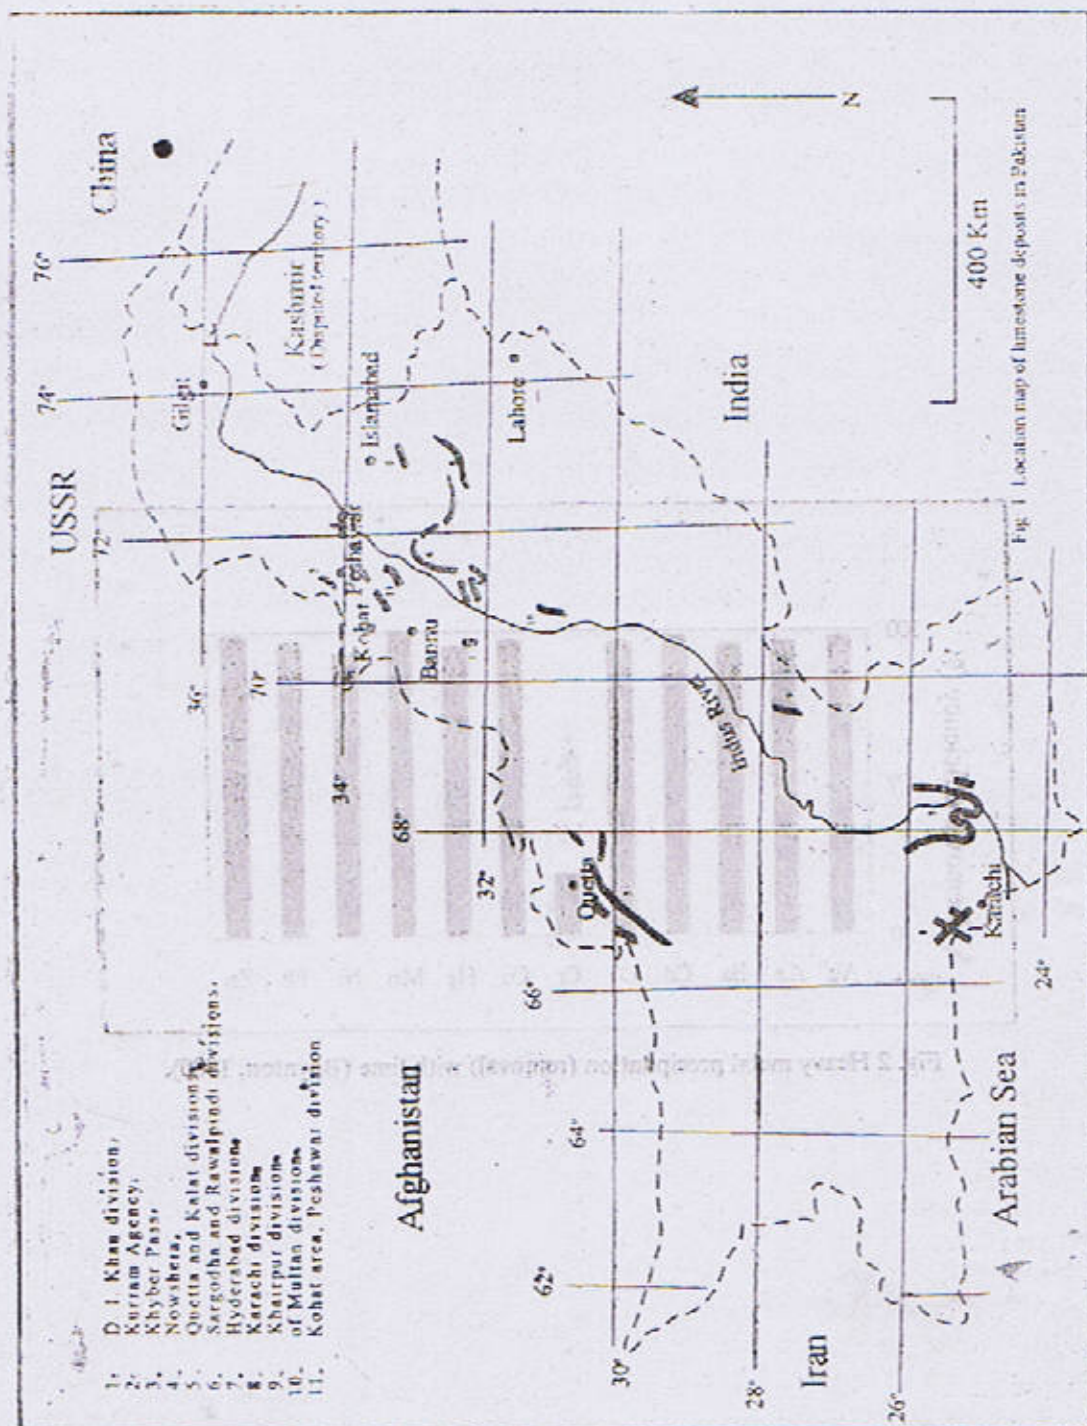 1. D I. Khan division,
2. Kurram Agency,
3. Khyber Pass,
4. Nowshera,
5. Quetta and Kalat divisions,
6. Sargodha and Rawalpindi divisions,
7. Hyderabad divisions
8. Karachi divisions
9. Khairpur divisions
10. of Multan divisions
11. Kohat area, Peshawar division
USSR
China
76°
74°
72°
70°
68°
66°
64°
62°
36°
34°
32°
30°
28°
26°
24°
Gilgit
Kashmir
(Disputed territory)
Islamabad
Peshawar
Kohat
Bannu
Lahore
Afghanistan
Quetta
Indus River
India
Iran
Karachi
Arabian Sea
N
400 Km
Fig. 1 Location map of limestone deposits in Pakistan
Fig. 2 Heavy metal precipitation (removal) with lime